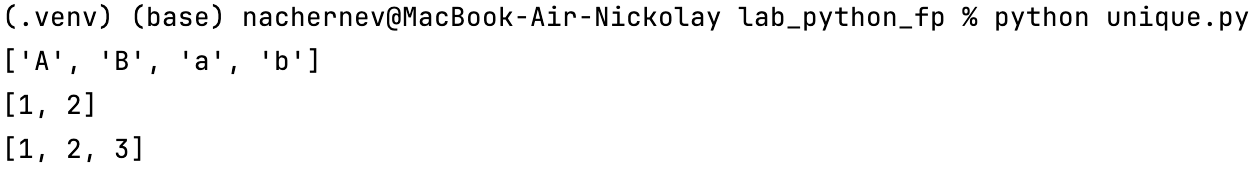 (.venv) (base) nachernev@MacBook-Air-Nickolay lab_python_fp % python unique.py
['A', 'B', 'a', 'b']
[1, 2]
[1, 2, 3]